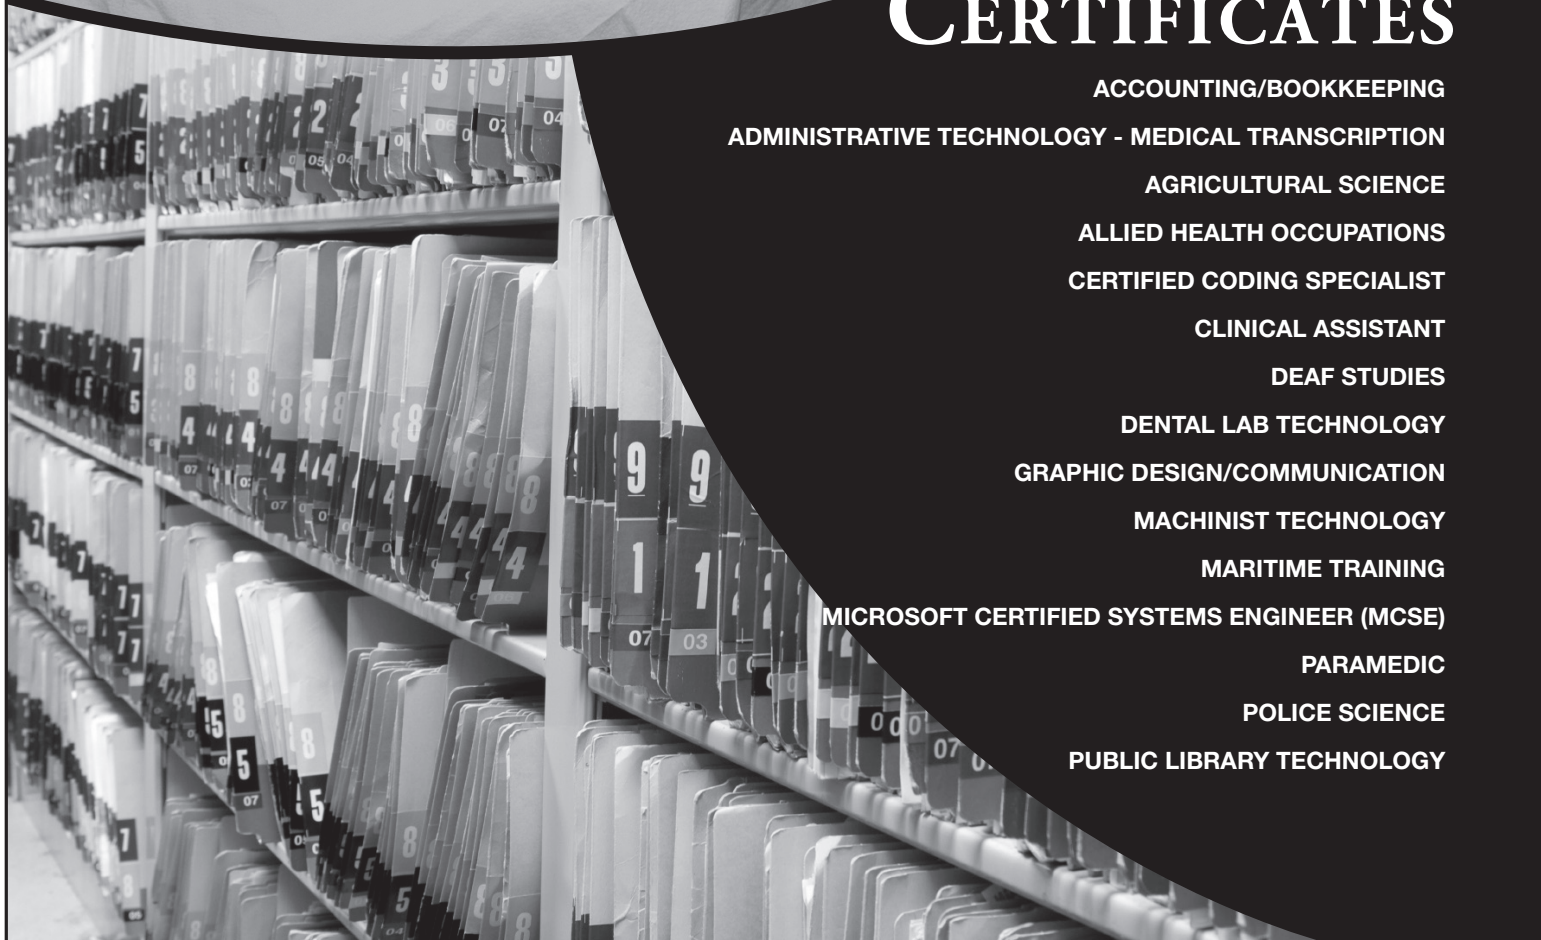 CERTIFICATES
ACCOUNTING/BOOKKEEPING
ADMINISTRATIVE TECHNOLOGY - MEDICAL TRANSCRIPTION
AGRICULTURAL SCIENCE
ALLIED HEALTH OCCUPATIONS
CERTIFIED CODING SPECIALIST
CLINICAL ASSISTANT
DEAF STUDIES
DENTAL LAB TECHNOLOGY
GRAPHIC DESIGN/COMMUNICATION
MACHINIST TECHNOLOGY
MARITIME TRAINING
MICROSOFT CERTIFIED SYSTEMS ENGINEER (MCSE)
PARAMEDIC
POLICE SCIENCE
PUBLIC LIBRARY TECHNOLOGY